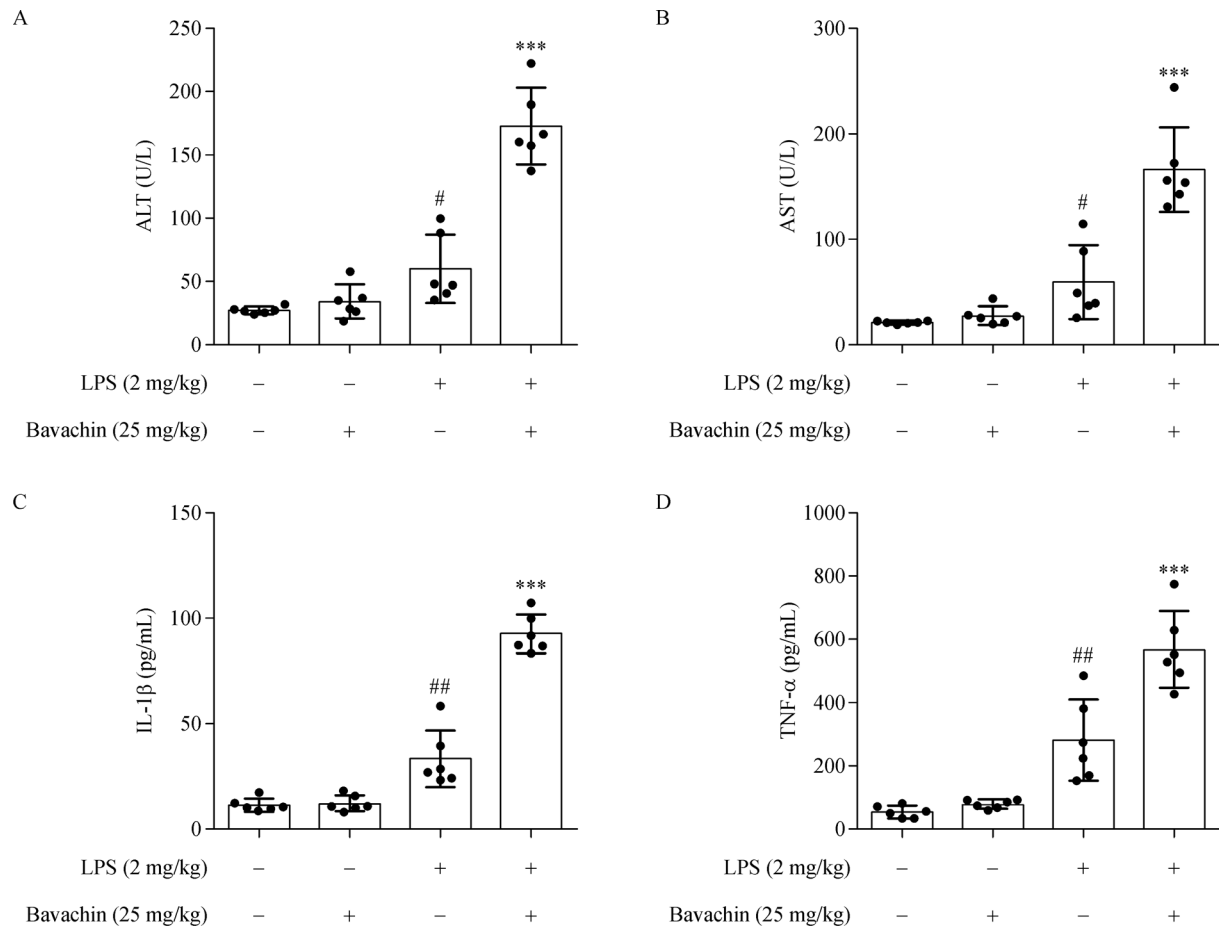 A
250
200
150
100
50
0
ALT (U/L)
#
***
LPS (2 mg/kg) − − + +
Bavachin (25 mg/kg) − + − +
B
300
200
100
0
AST (U/L)
#
***
LPS (2 mg/kg) − − + +
Bavachin (25 mg/kg) − + − +
C
150
100
50
0
IL-1β (pg/mL)
##
***
LPS (2 mg/kg) − − + +
Bavachin (25 mg/kg) − + − +
D
1000
800
600
400
200
0
TNF-α (pg/mL)
##
***
LPS (2 mg/kg) − − + +
Bavachin (25 mg/kg) − + − +